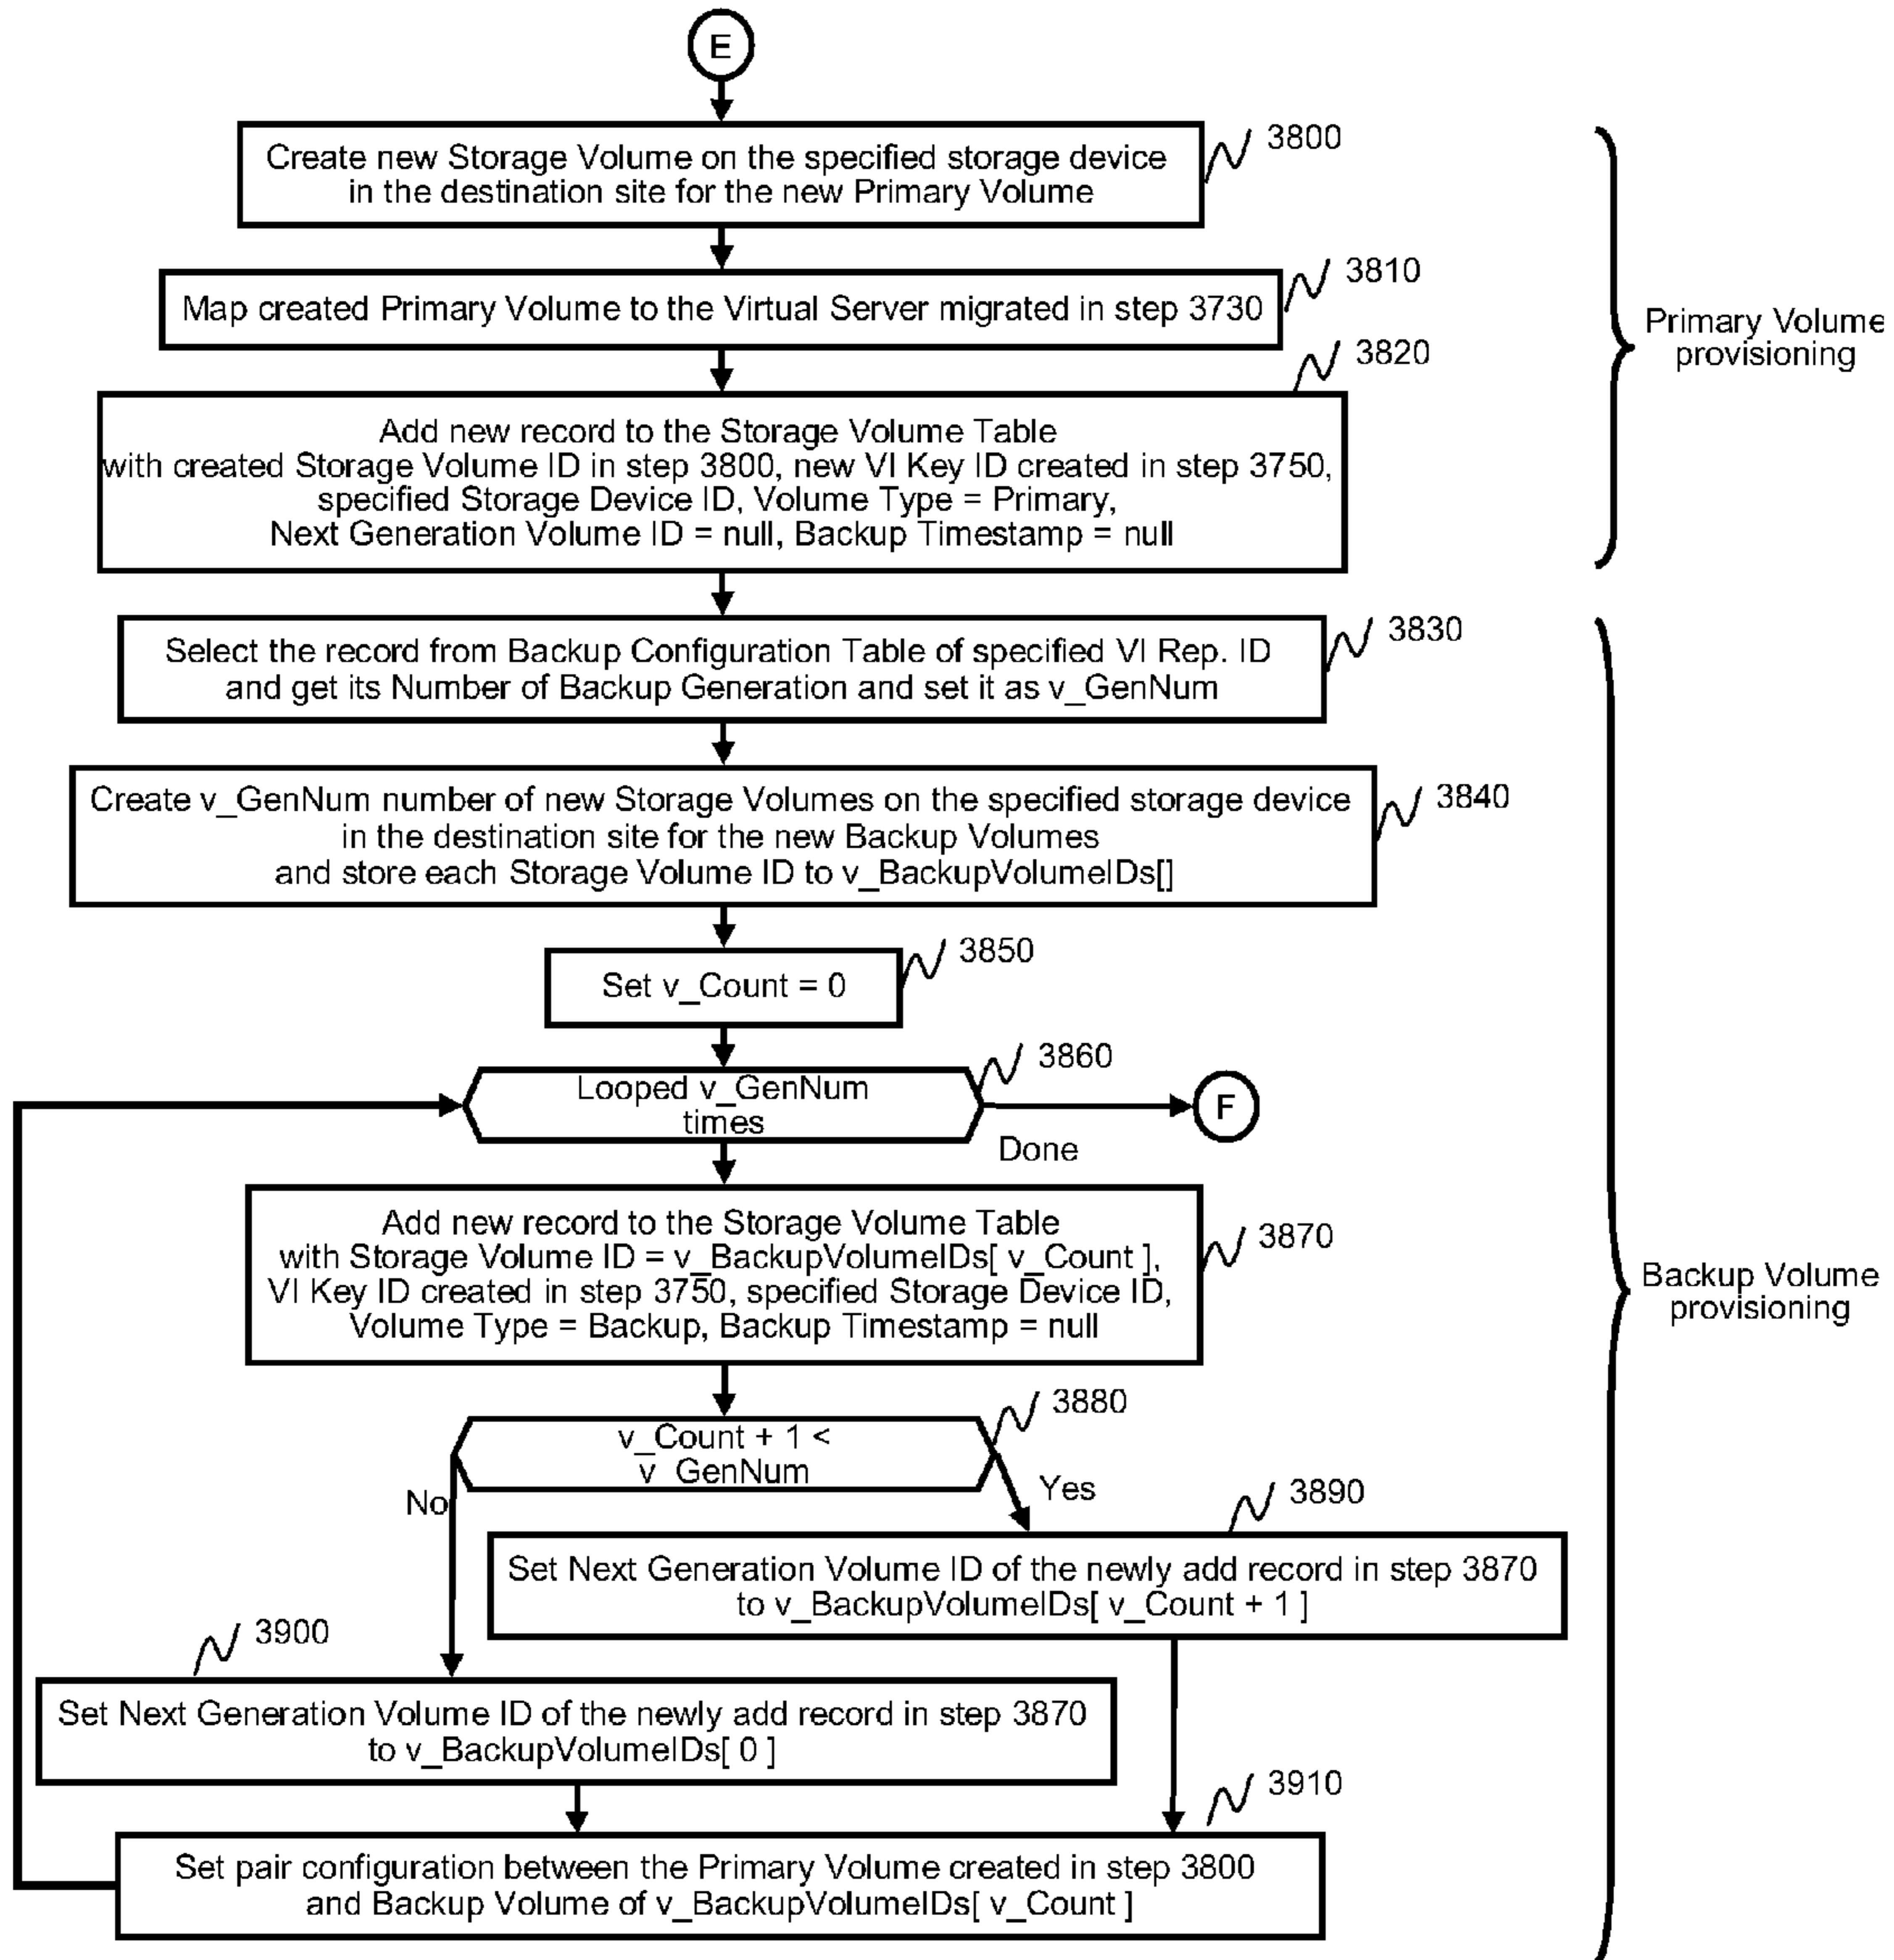 E
Create new Storage Volume on the specified storage device
in the destination site for the new Primary Volume
3800
Map created Primary Volume to the Virtual Server migrated in step 3730
3810
Primary Volume
provisioning
3820
Add new record to the Storage Volume Table
with created Storage Volume ID in step 3800, new VI Key ID created in step 3750,
specified Storage Device ID, Volume Type = Primary,
Next Generation Volume ID = null, Backup Timestamp = null
Select the record from Backup Configuration Table of specified VI Rep. ID
and get its Number of Backup Generation and set it as v_GenNum
3830
Create v_GenNum number of new Storage Volumes on the specified storage device
in the destination site for the new Backup Volumes
and store each Storage Volume ID to v_BackupVolumeIDs[]
3840
Set v_Count = 0
3850
Looped v_GenNum
times
3860
F
Done
Add new record to the Storage Volume Table
with Storage Volume ID = v_BackupVolumeIDs[ v_Count ],
VI Key ID created in step 3750, specified Storage Device ID,
Volume Type = Backup, Backup Timestamp = null
3870
Backup Volume
provisioning
v_Count + 1 <
v_GenNum
3880
No
Yes
3890
Set Next Generation Volume ID of the newly add record in step 3870
to v_BackupVolumeIDs[ v_Count + 1 ]
3900
Set Next Generation Volume ID of the newly add record in step 3870
to v_BackupVolumeIDs[ 0 ]
3910
Set pair configuration between the Primary Volume created in step 3800
and Backup Volume of v_BackupVolumeIDs[ v_Count ]